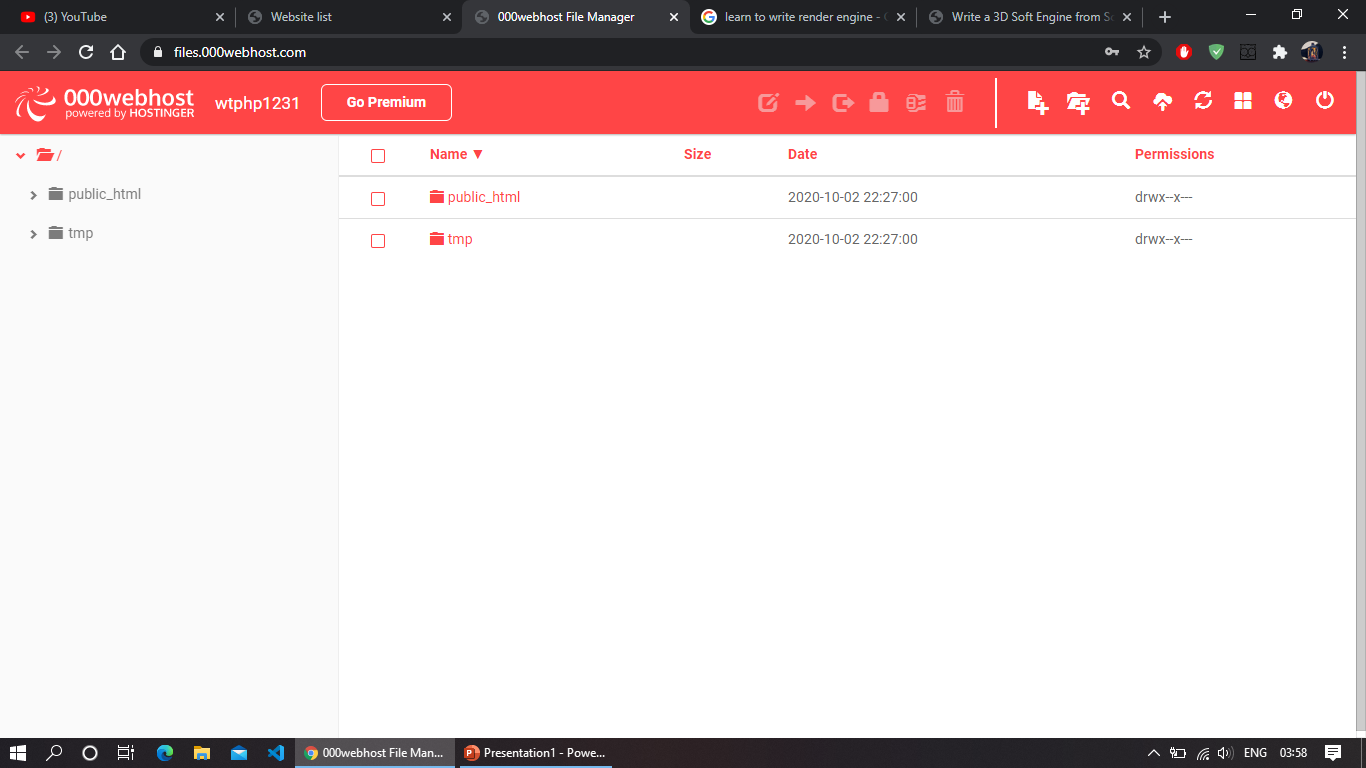 (3) YouTube
Website list
000webhost File Manager
learn to write render engine -
Write a 3D Soft Engine from
files.000webhost.com
000webhost
powered by HOSTINGER
wtphp1231
Go Premium
/
public_html
tmp
Name ▼ Size Date Permissions
public_html 2020-10-02 22:27:00 drwx--x---
tmp 2020-10-02 22:27:00 drwx--x---
000webhost File Man...
Presentation1 - Powe...
ENG
03:58